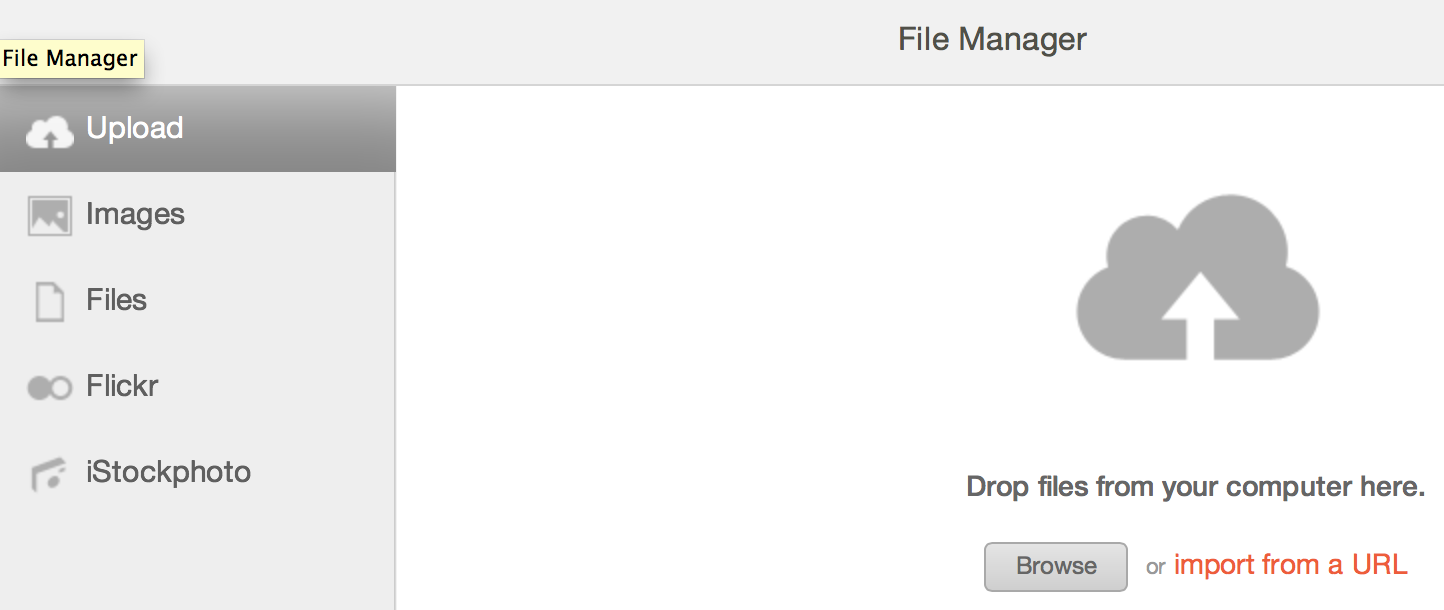 File Manager
File Manager
Upload
Images
Files
Flickr
iStockphoto
Drop files from your computer here.
Browse or import from a URL